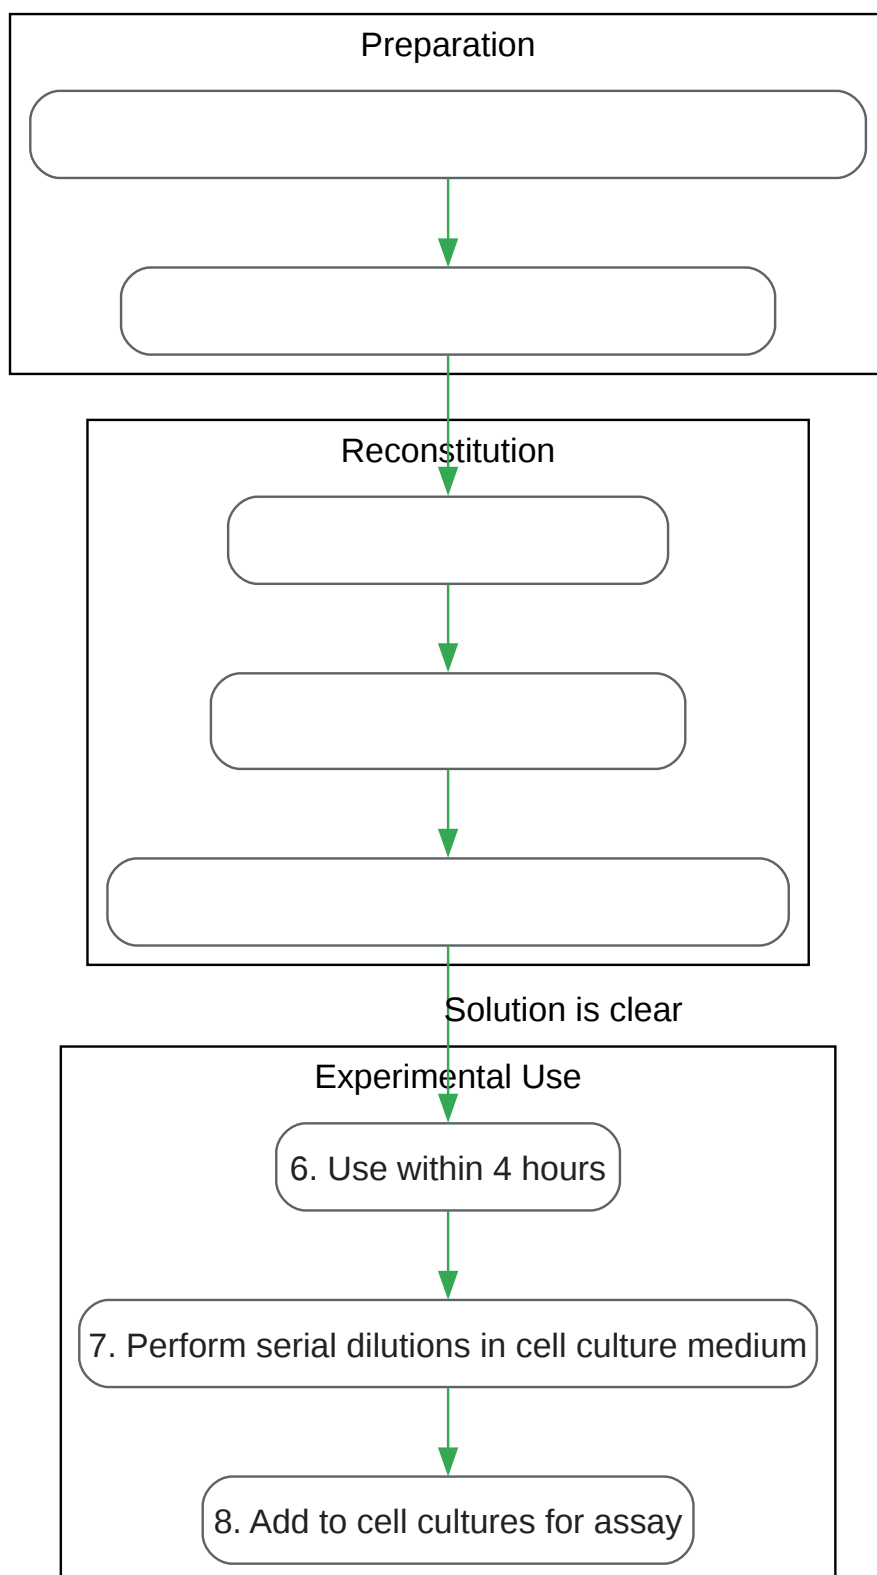 Preparation
Reconstitution
Solution is clear
Experimental Use
6. Use within 4 hours
7. Perform serial dilutions in cell culture medium
8. Add to cell cultures for assay